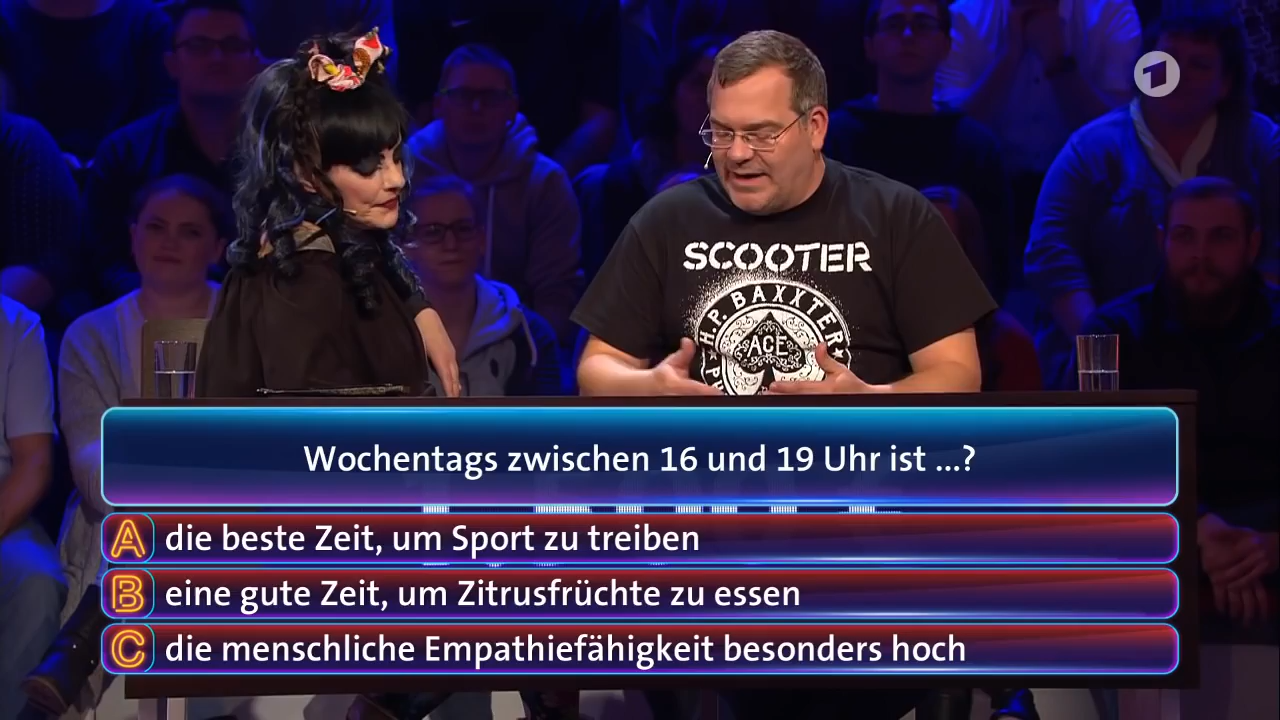 1
SCOOTER
H.P. BAXXTER
ACE
Wochentags zwischen 16 und 19 Uhr ist ...?
A die beste Zeit, um Sport zu treiben
B eine gute Zeit, um Zitrusfrüchte zu essen
C die menschliche Empathiefähigkeit besonders hoch